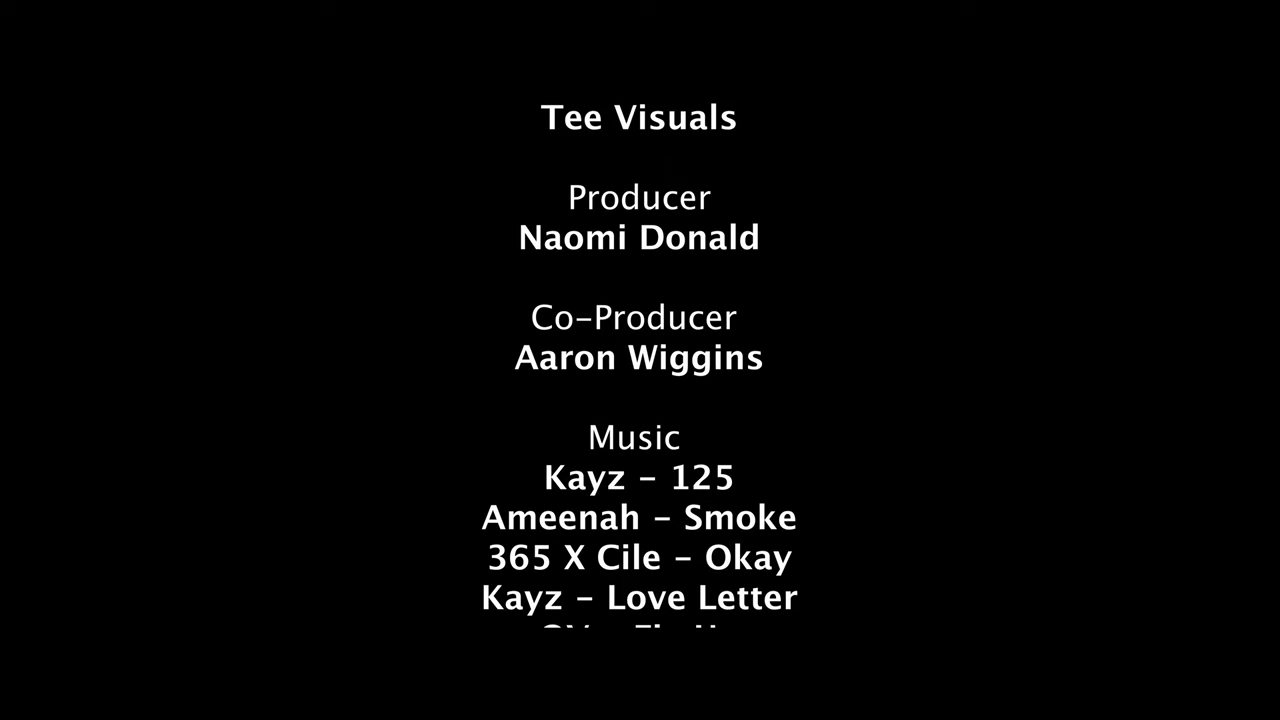 Tee Visuals
Producer
Naomi Donald
Co-Producer
Aaron Wiggins
Music
Kayz - 125
Ameenah - Smoke
365 X Cile - Okay
Kayz - Love Letter